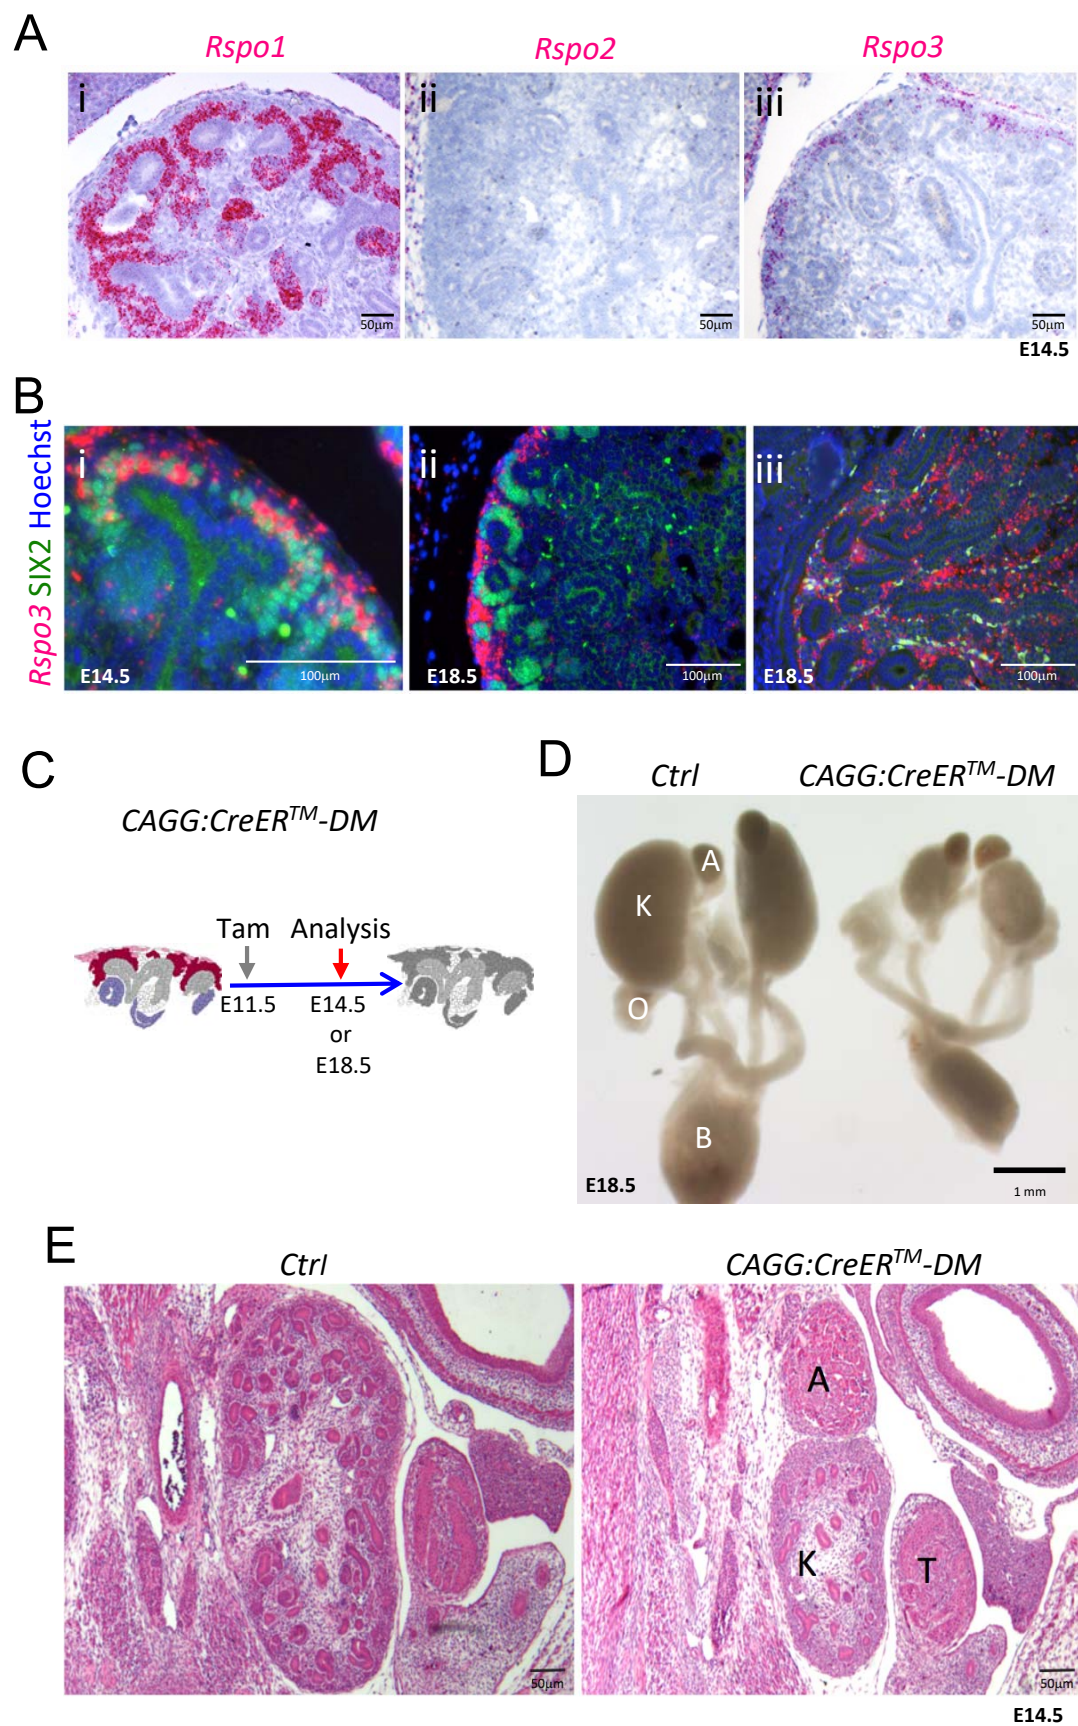 A
Rspo1
Rspo2
Rspo3
i
ii
iii
50µm
50µm
50µm
E14.5
B
Rspo3 SIX2 Hoechst
i
ii
iii
E14.5
100µm
E18.5
100µm
E18.5
100µm
C
CAGG:CreERTM-DM
Tam
Analysis
E11.5
E14.5
or
E18.5
D
Ctrl
CAGG:CreERTM-DM
A
K
O
B
E18.5
1 mm
E
Ctrl
CAGG:CreERTM-DM
A
K
T
50µm
50µm
E14.5